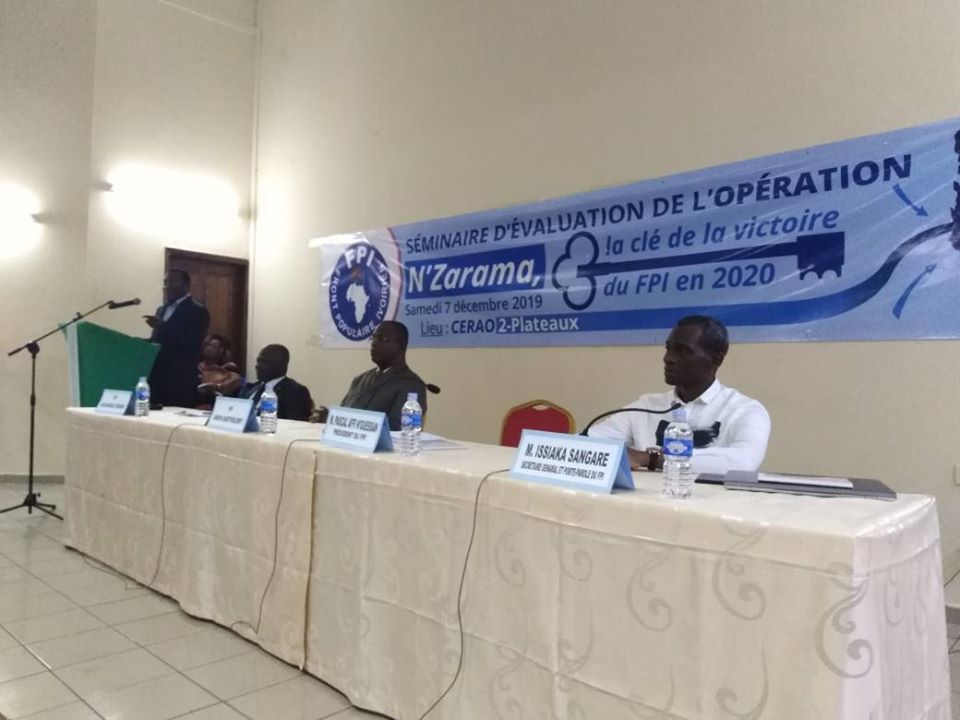 SÉMINAIRE D'ÉVALUATION DE L'OPÉRATION
N'Zarama,
la clé de la victoire
du FPI en 2020
Samedi 7 décembre 2019
Lieu : CERAO 2-Plateaux
FPI
FRONT POPULAIRE IVOIRIEN
M. PASCAL AFFI N'GUESSAN
PRÉSIDENT DU FPI
M. ISSIAKA SANGARE
SECRETAIRE GENERAL ET PORTE-PAROLE DU FPI